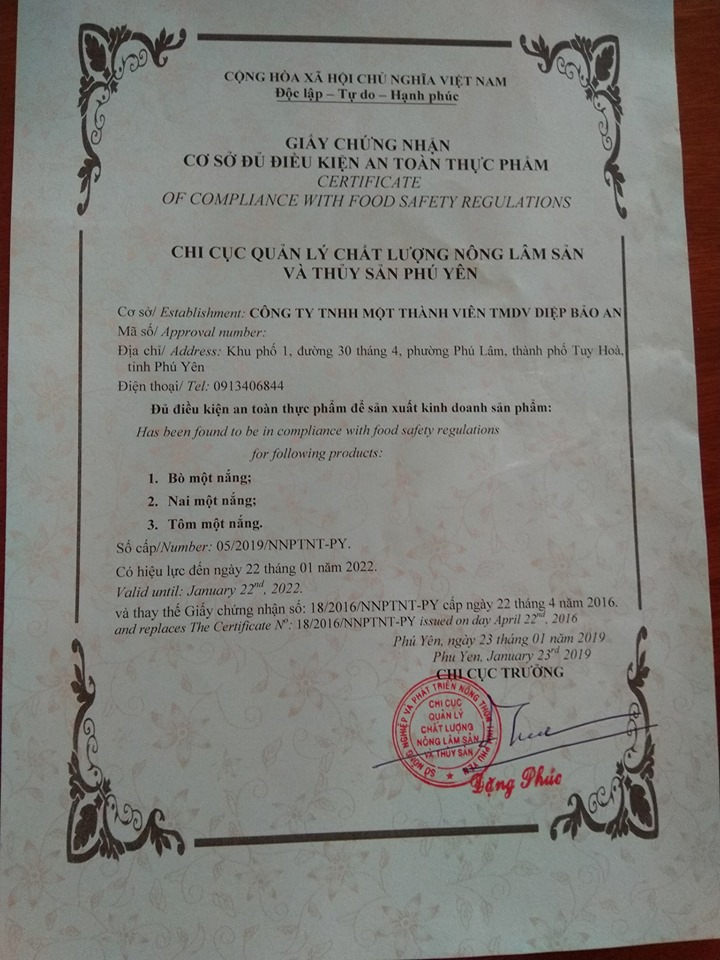 CỘNG HÒA XÃ HỘI CHỦ NGHĨA VIỆT NAM
Độc lập – Tự do – Hạnh phúc
GIẤY CHỨNG NHẬN
CƠ SỞ ĐỦ ĐIỀU KIỆN AN TOÀN THỰC PHẨM
CERTIFICATE
OF COMPLIANCE WITH FOOD SAFETY REGULATIONS
CHI CỤC QUẢN LÝ CHẤT LƯỢNG NÔNG LÂM SẢN
VÀ THỦY SẢN PHÚ YÊN
Cơ sở/ Establishment: CÔNG TY TNHH MỘT THÀNH VIÊN TMDV DIỆP BẢO AN
Mã số/ Approval number:
Địa chỉ/ Address: Khu phố 1, đường 30 tháng 4, phường Phú Lâm, thành phố Tuy Hoà,
tỉnh Phú Yên
Điện thoại/ Tel: 0913406844
Đủ điều kiện an toàn thực phẩm để sản xuất kinh doanh sản phẩm:
Has been found to be in compliance with food safety regulations
for following products:
1. Bò một nắng;
2. Nai một nắng;
3. Tôm một nắng.
Số cấp/Number: 05/2019/NNPTNT-PY.
Có hiệu lực đến ngày 22 tháng 01 năm 2022.
Valid until: January 22nd, 2022.
và thay thế Giấy chứng nhận số: 18/2016/NNPTNT-PY cấp ngày 22 tháng 4 năm 2016.
and replaces The Certificate Nº: 18/2016/NNPTNT-PY issued on day April 22nd, 2016
Phú Yên, ngày 23 tháng 01 năm 2019
Phu Yen, January 23rd 2019
CHI CỤC TRƯỞNG
SỞ NÔNG NGHIỆP VÀ PHÁT TRIỂN NÔNG THÔN TỈNH PHÚ YÊN
CHI CỤC
QUẢN LÝ
CHẤT LƯỢNG
NÔNG LÂM SẢN
VÀ THỦY SẢN
Đặng Phúc